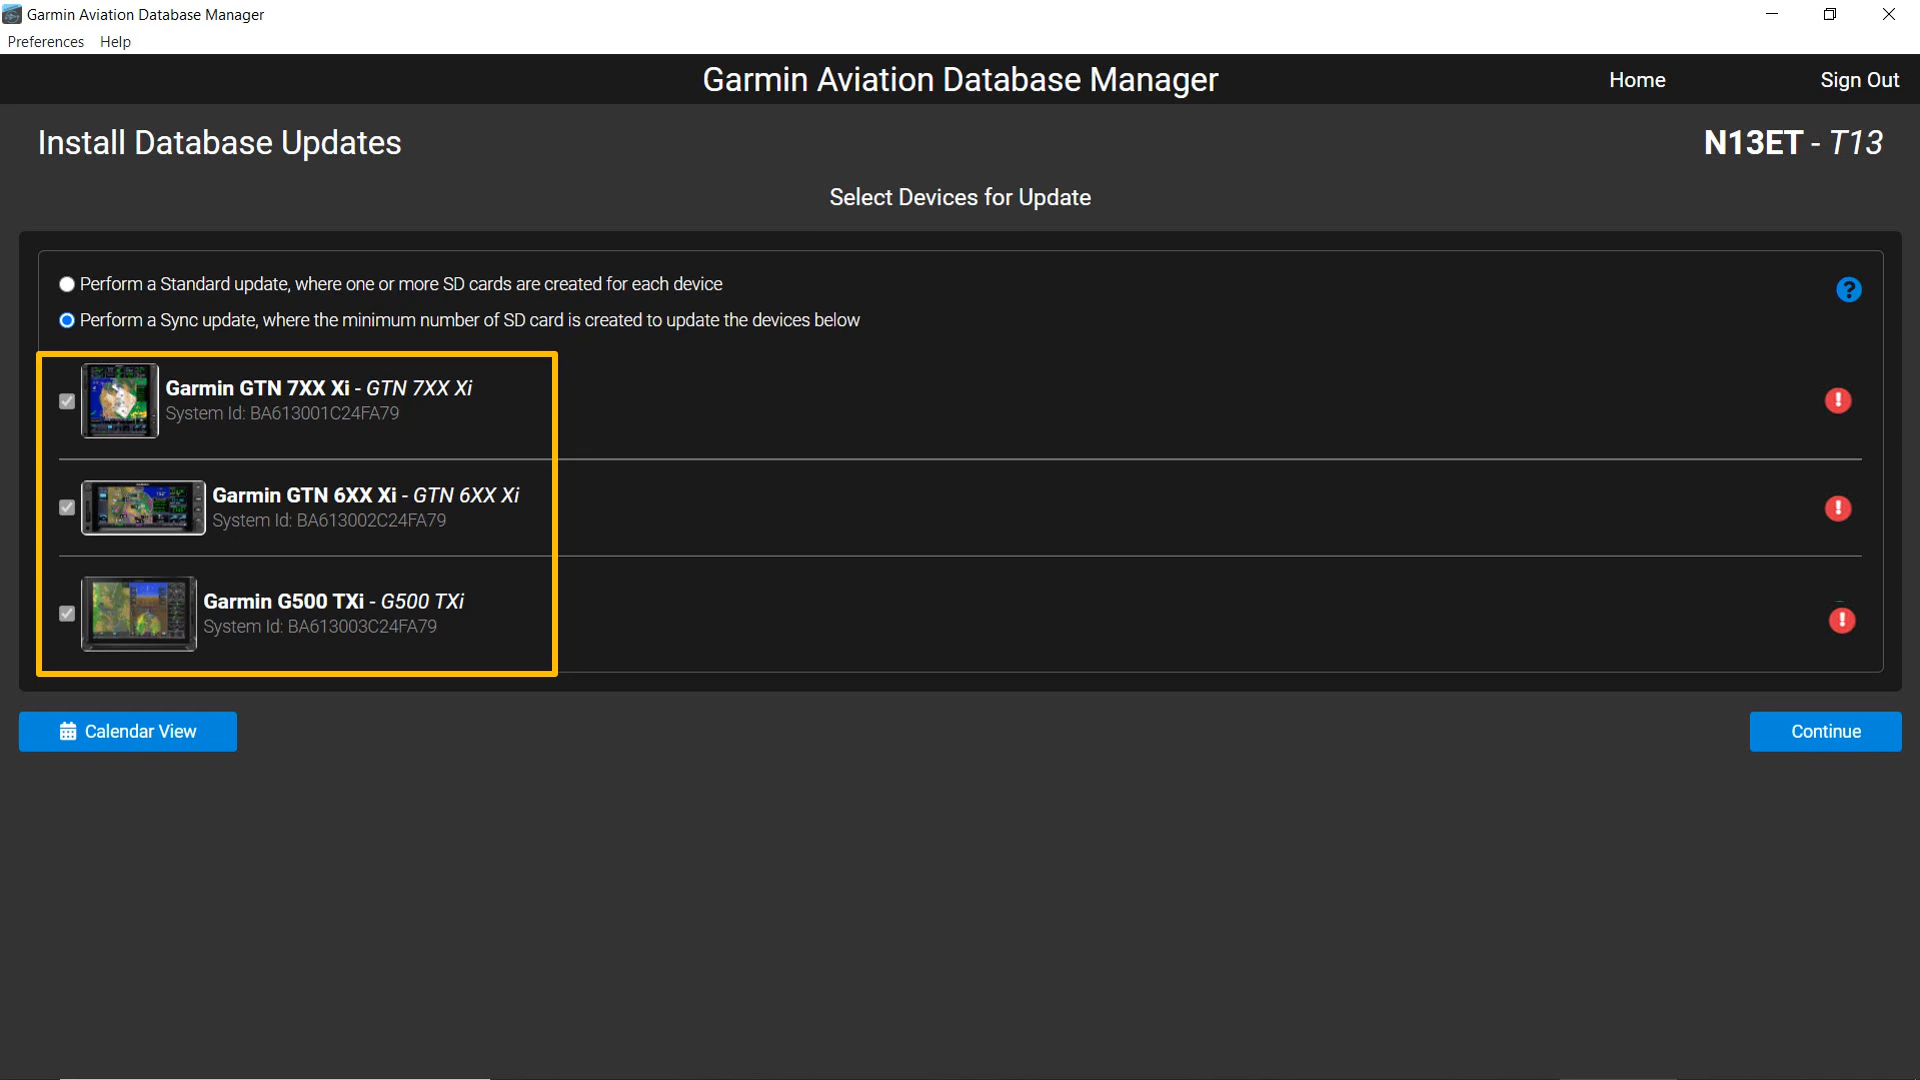 Garmin Aviation Database Manager
Preferences Help
Garmin Aviation Database Manager
Home
Sign Out
Install Database Updates
N13ET - T13
Select Devices for Update
Perform a Standard update, where one or more SD cards are created for each device
?
Perform a Sync update, where the minimum number of SD card is created to update the devices below
Garmin GTN 7XX Xi - GTN 7XX Xi
System Id: BA613001C24FA79
!
Garmin GTN 6XX Xi - GTN 6XX Xi
System Id: BA613002C24FA79
!
Garmin G500 TXi - G500 TXi
System Id: BA613003C24FA79
!
Calendar View
Continue